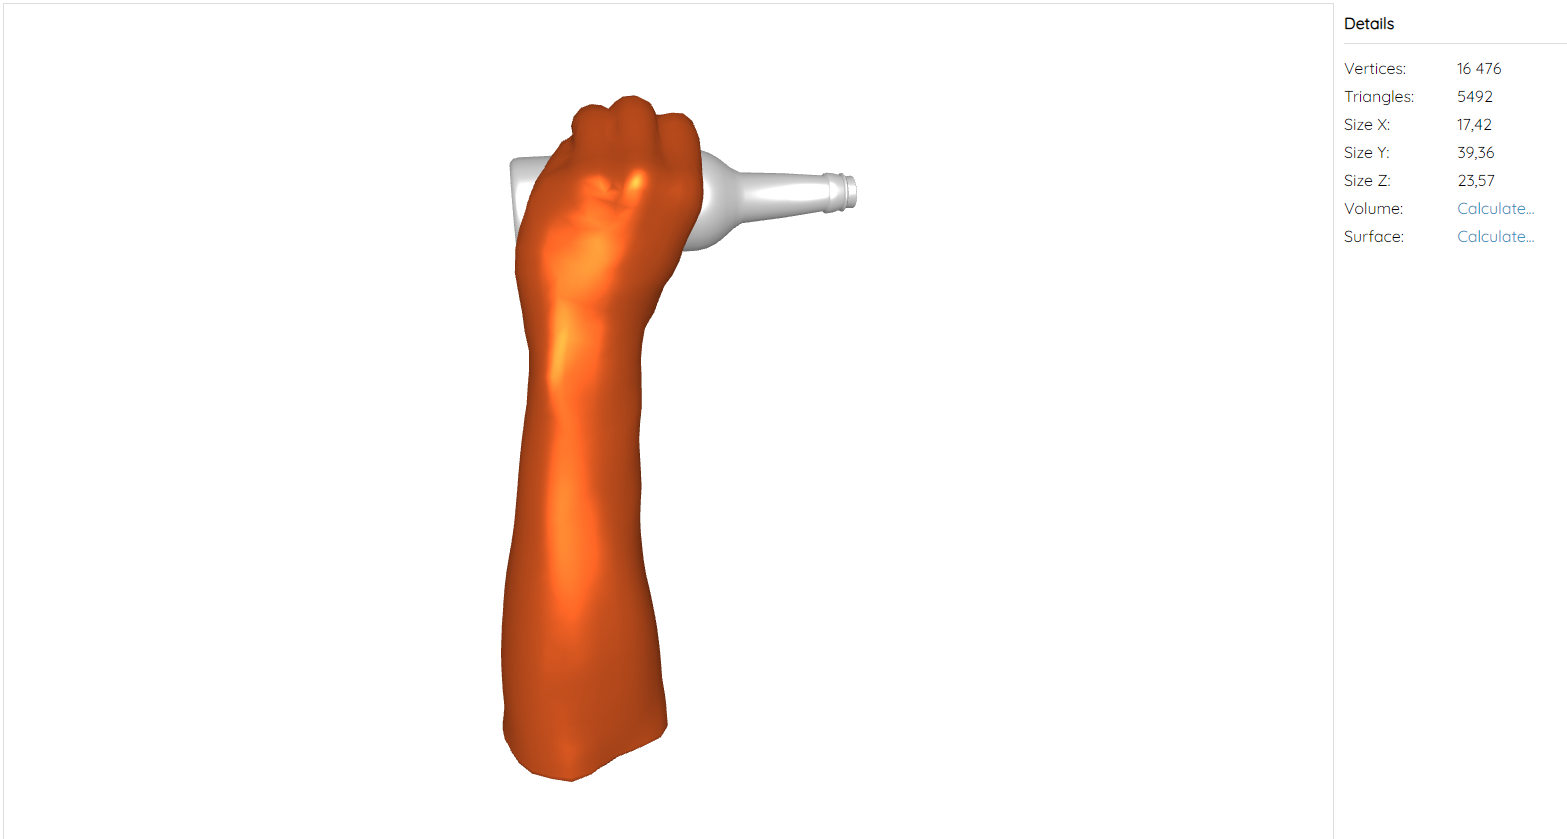 Details
Vertices: 16 476
Triangles: 5492
Size X: 17,42
Size Y: 39,36
Size Z: 23,57
Volume: Calculate...
Surface: Calculate...